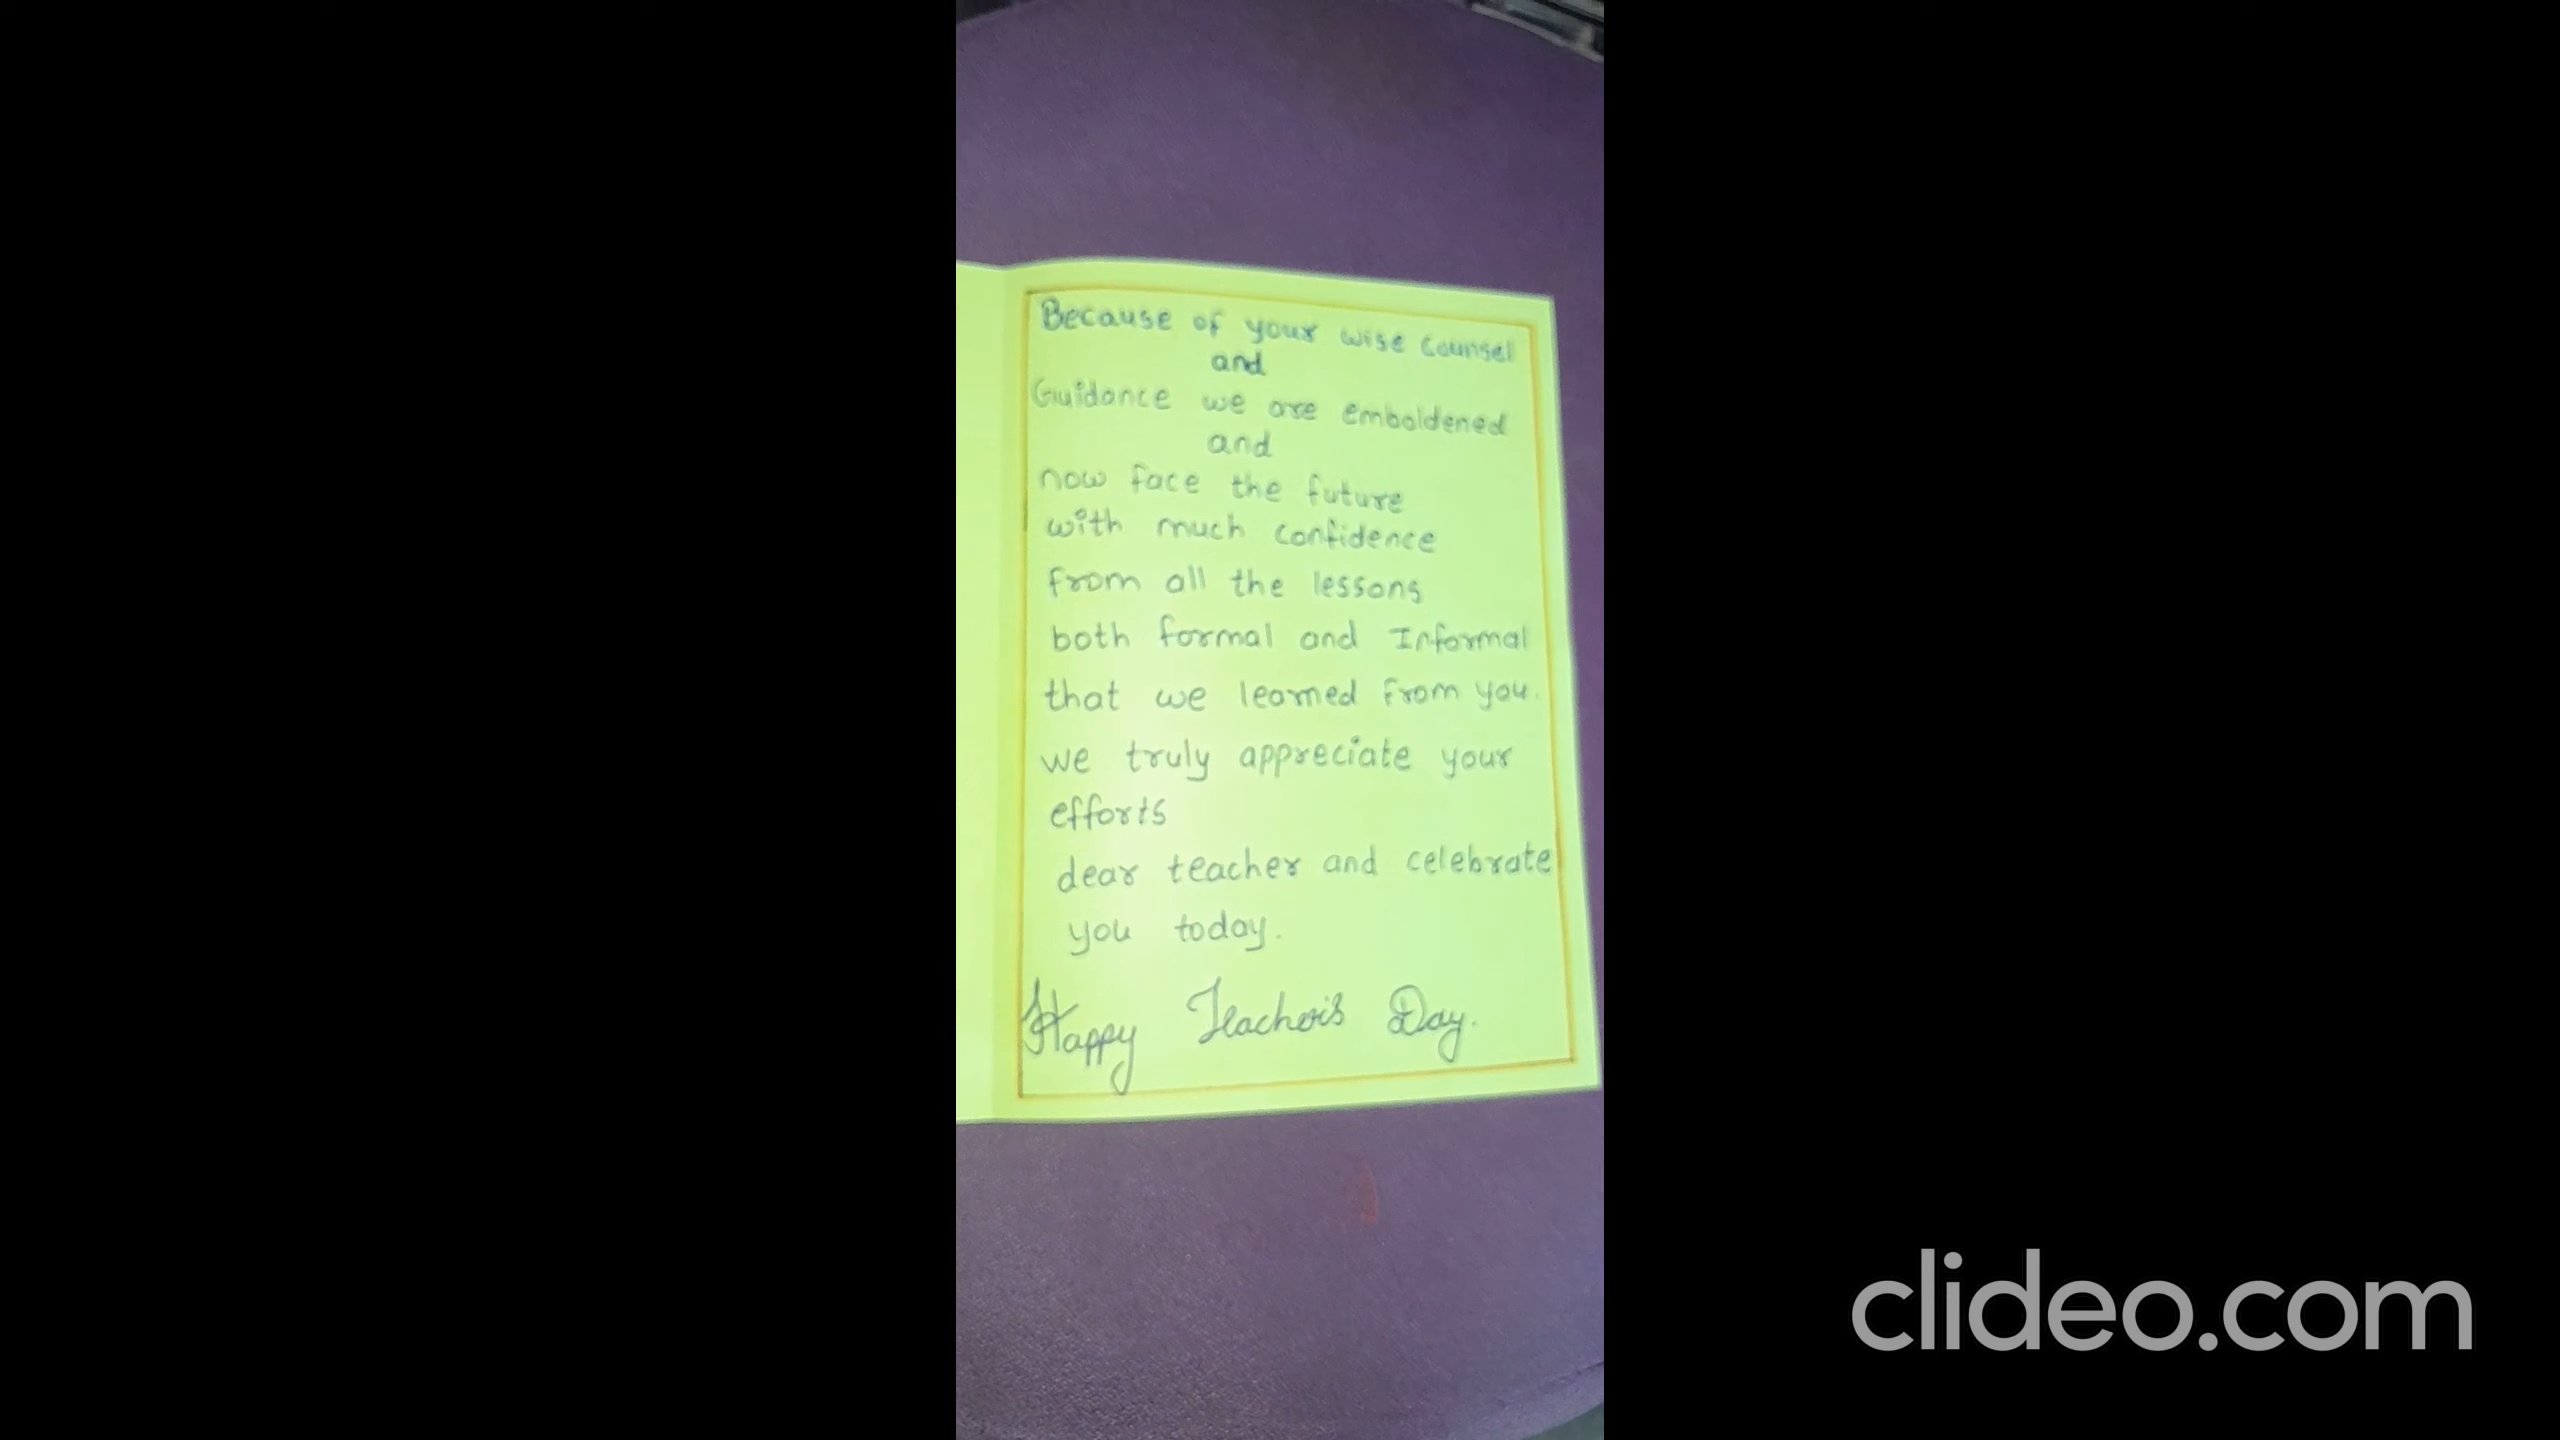 Because of your wise counsel
and
Guidance we are emboldened
and
now face the future
with much confidence
from all the lessons
both formal and Informal
that we learned from you.
we truly appreciate your
efforts
dear teacher and celebrate
you today.
Happy Teacher's Day.
clideo.com